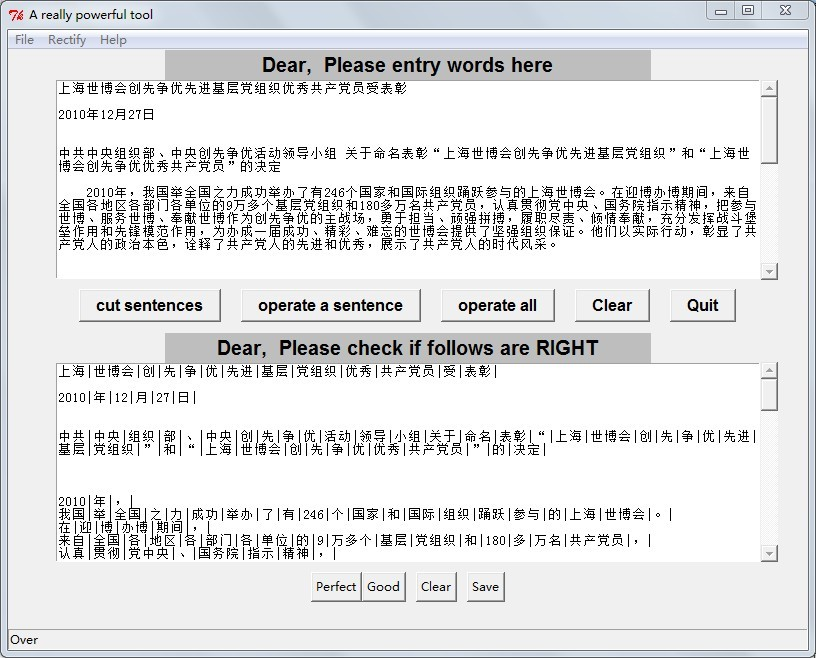 A really powerful tool
File Rectify Help
Dear, Please entry words here
上海世博会创先争优先进基层党组织优秀共产党员受表彰
2010年12月27日
中共中央组织部、中央创先争优活动领导小组 关于命名表彰“上海世博会创先争优先进基层党组织”和“上海世
博会创先争优优秀共产党员”的决定
2010年，我国举全国之力成功举办了有246个国家和国际组织踊跃参与的上海世博会。在迎博办博期间，来自
全国各地区各部门各单位的9万多个基层党组织和180多万名共产党员，认真贯彻党中央、国务院指示精神，把参与
世博、服务世博、奉献世博作为创先争优的主战场，勇于担当、顽强拼搏，履职尽责、倾情奉献，充分发挥战斗堡
垒作用和先锋模范作用，为办成一届成功、精彩、难忘的世博会提供了坚强组织保证。他们以实际行动，彰显了共
产党人的政治本色，诠释了共产党人的先进和优秀，展示了共产党人的时代风采。
cut sentences operate a sentence operate all Clear Quit
Dear, Please check if follows are RIGHT
上海|世博会|创|先|争|优|先进|基层|党组织|优秀|共产党员|受|表彰|
2010|年|12|月|27|日|
中共|中央|组织|部|、|中央|创|先|争|优|活动|领导|小组|关于|命名|表彰|“|上海|世博会|创|先|争|优|先进|
基层|党组织|”|和|“|上海|世博会|创|先|争|优|优秀|共产党员|”|的|决定|
2010|年|，|
我国|举|全国|之|力|成功|举办|了|有|246|个|国家|和|国际|组织|踊跃|参与|的|上海|世博会|。|
在|迎|博|办博|期间|，|
来自|全国|各|地区|各|部门|各|单位|的|9|万多个|基层|党组织|和|180|多|万名|共产党员|，|
认真|贯彻|党中央|、|国务院|指示|精神|，|
Perfect Good Clear Save
Over